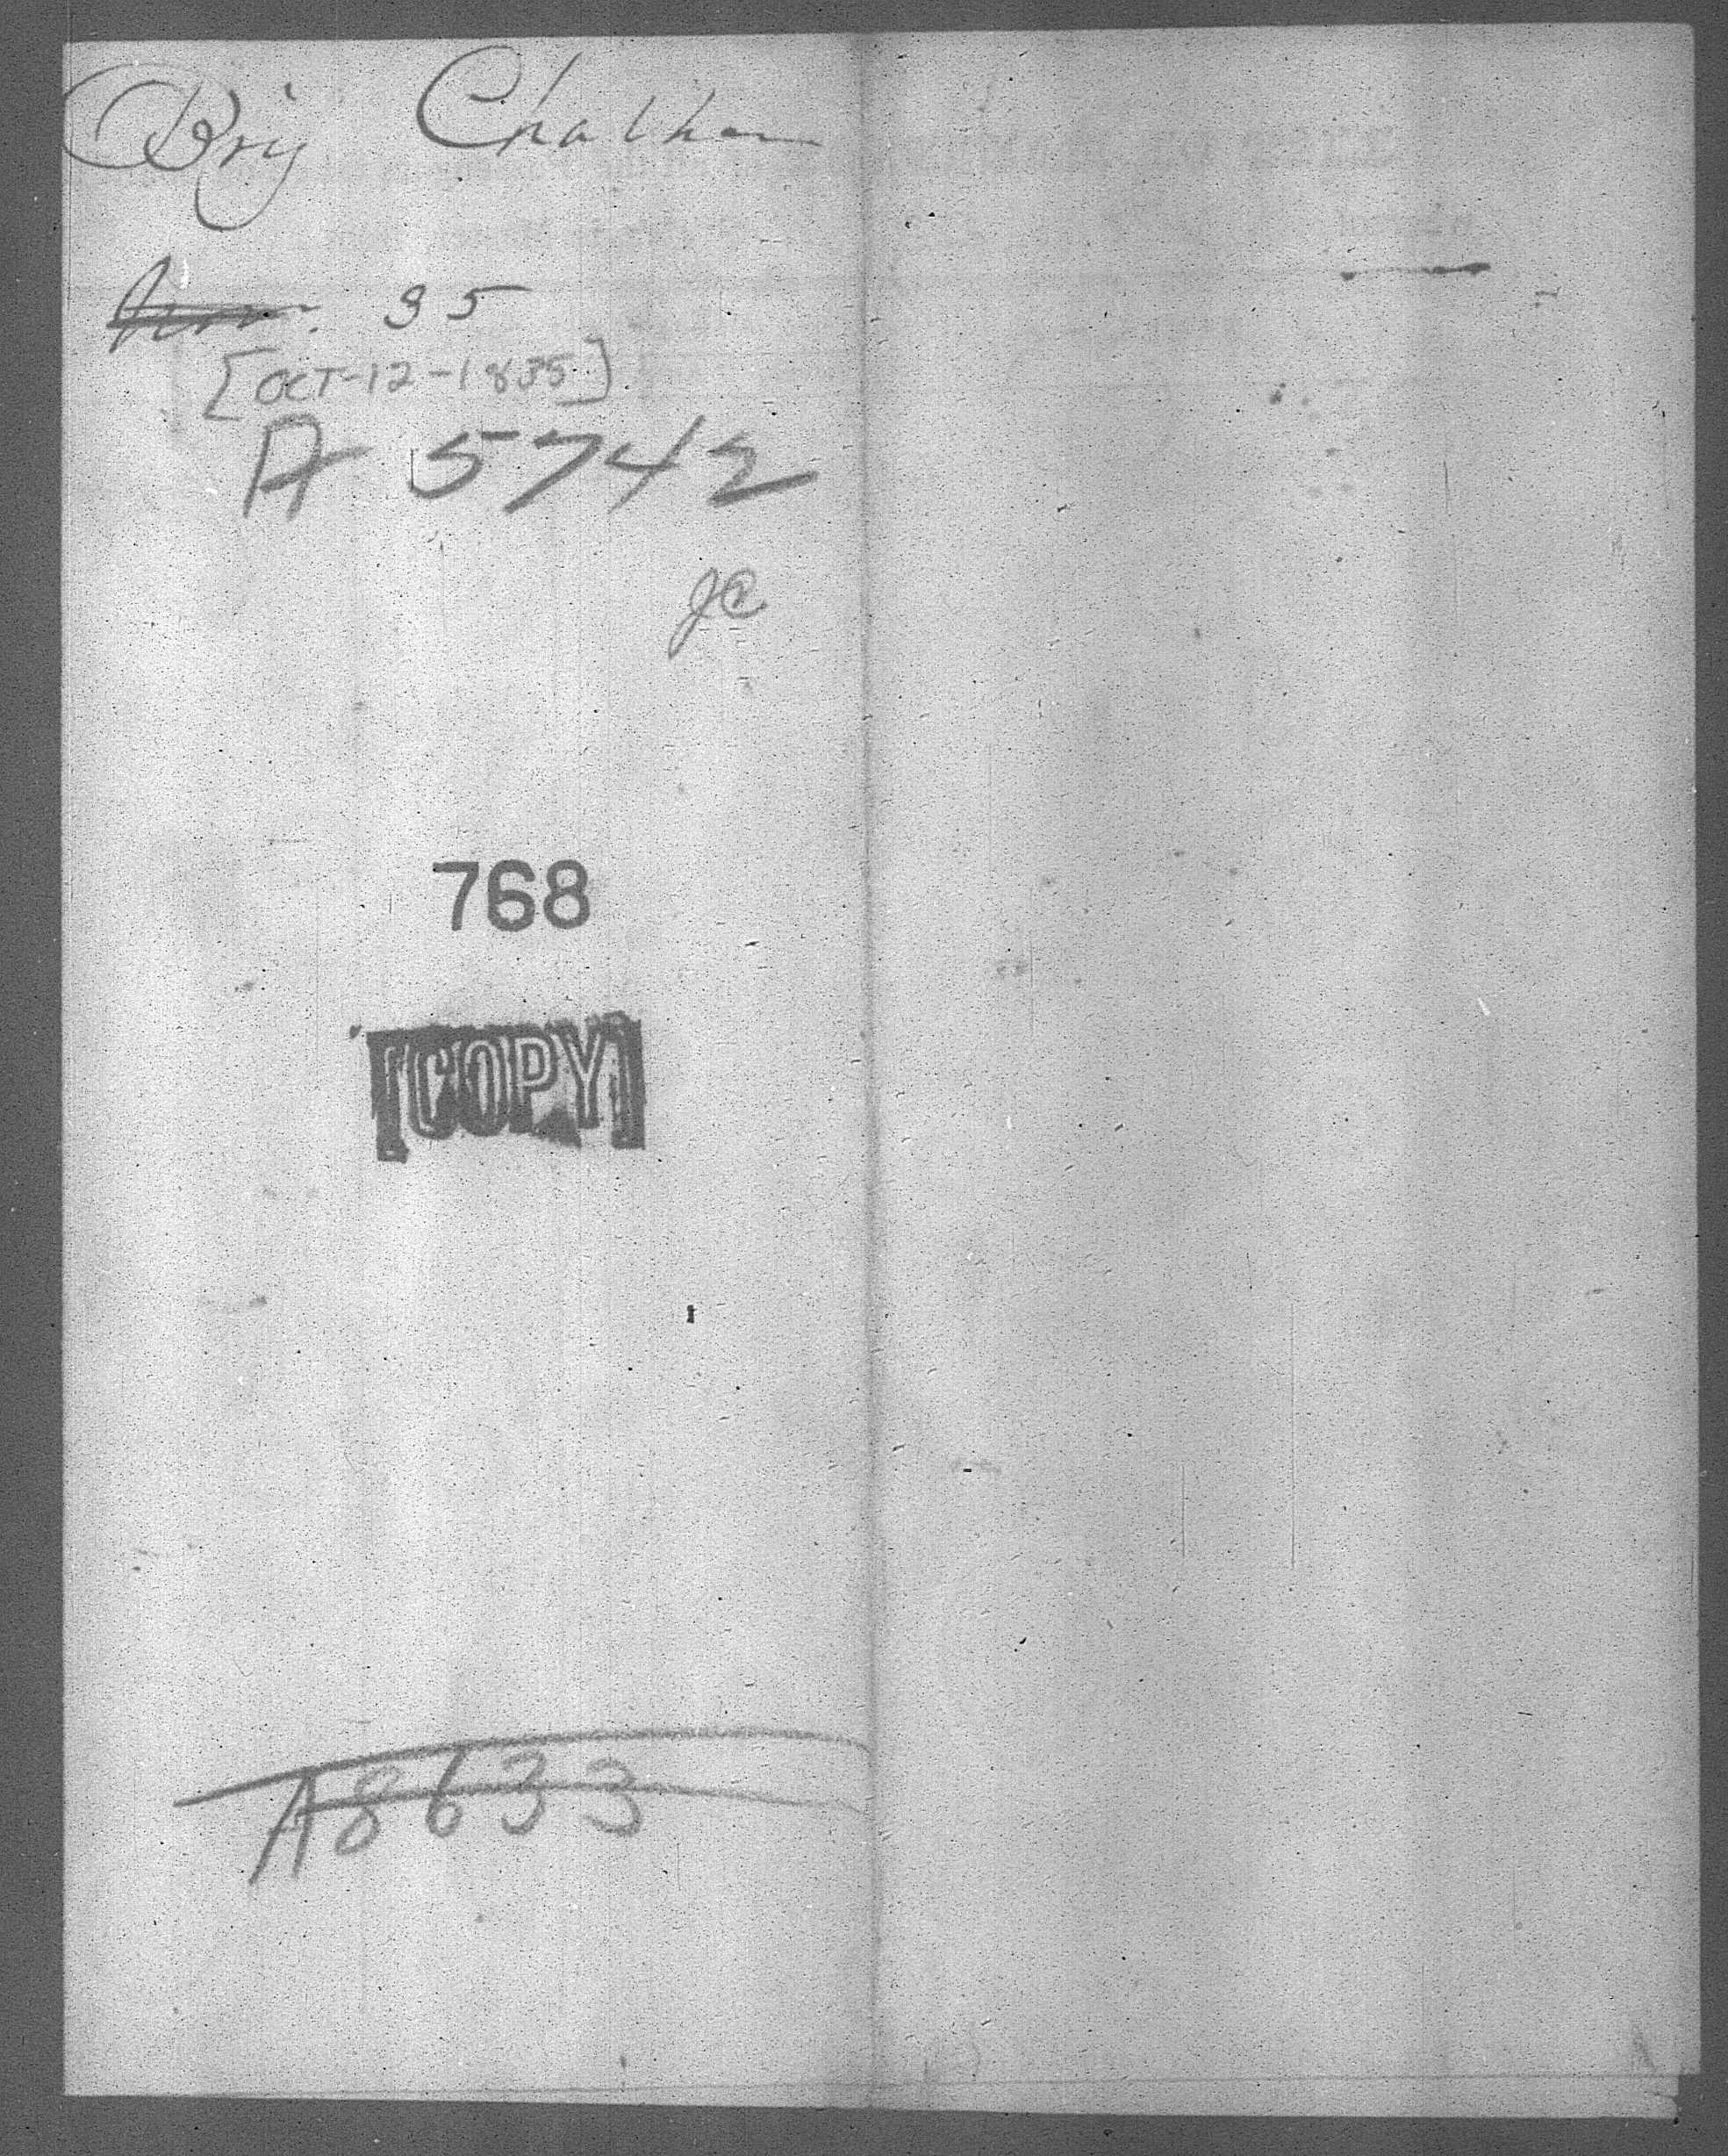 Brig Chatham
35
[OCT-12-1835]
A 5742
JC
768
[COPY]
A8633